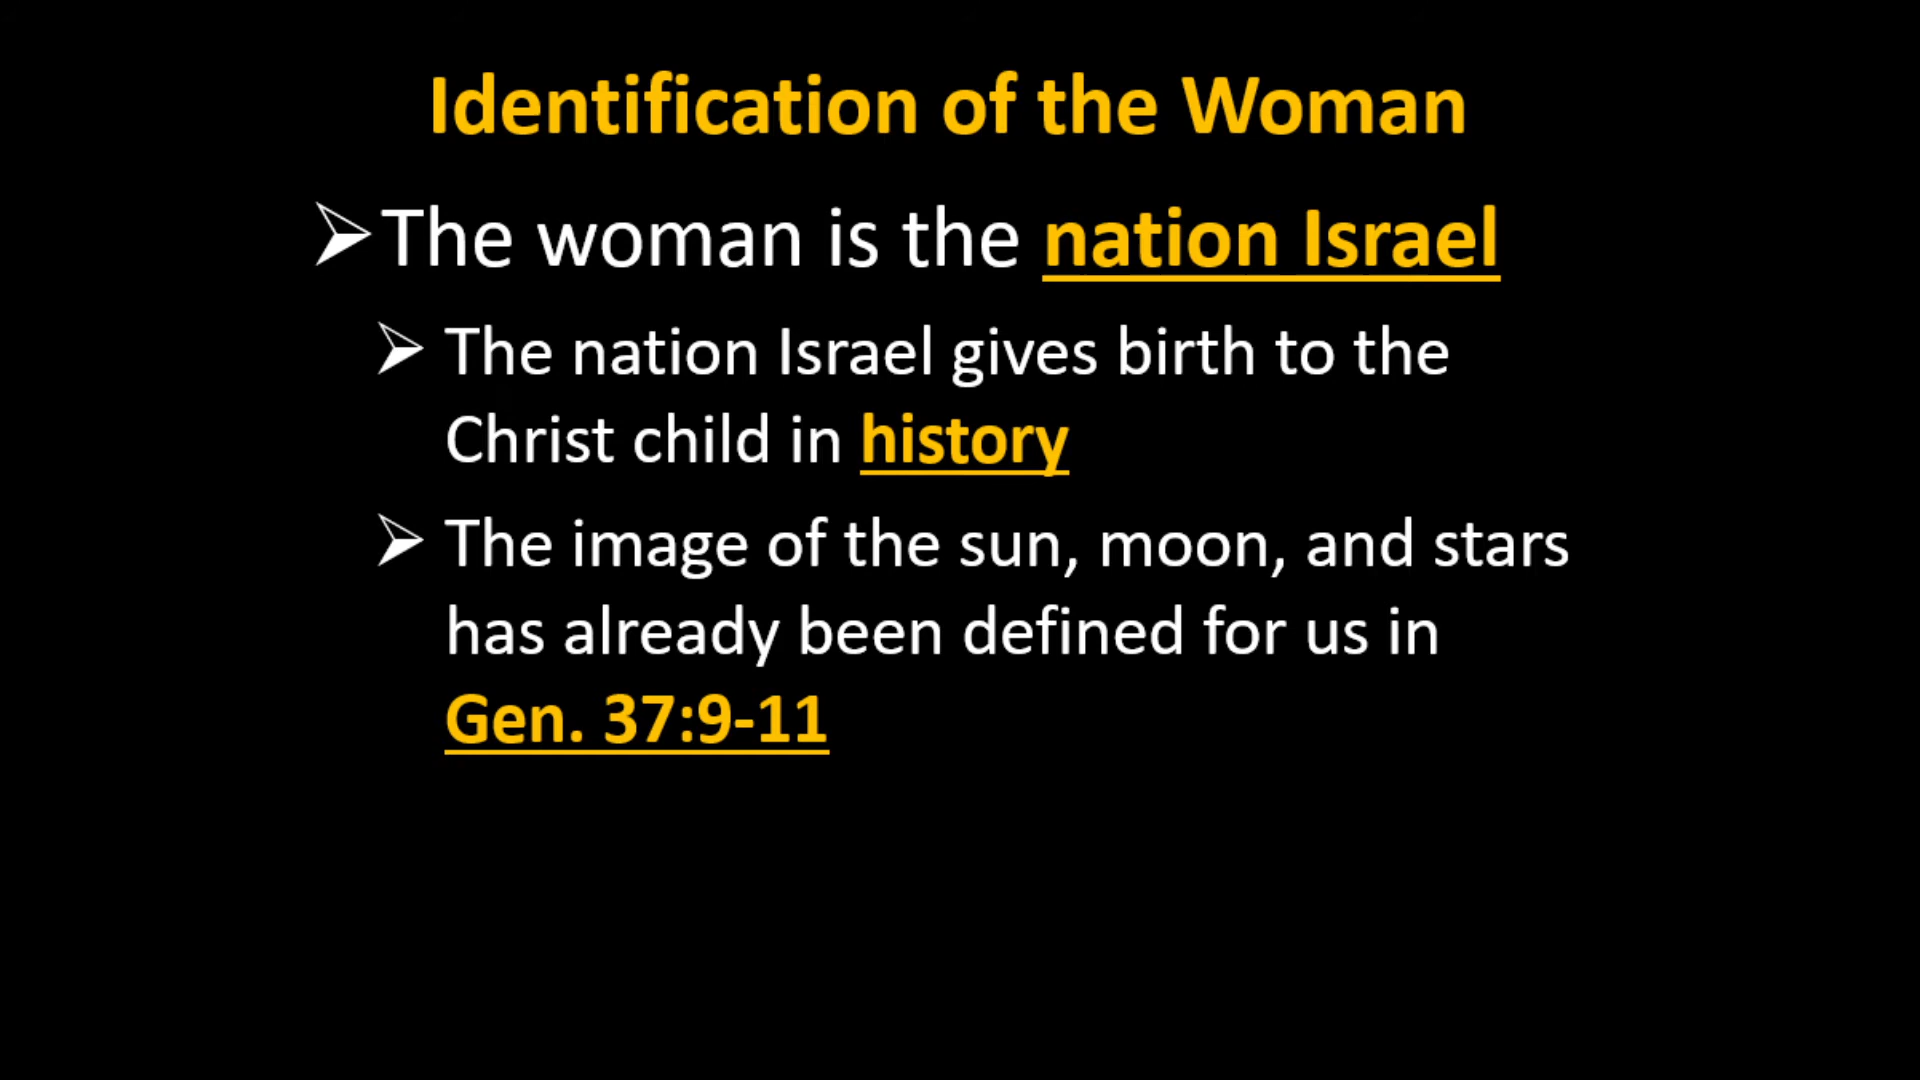 Identification of the Woman
The woman is the nation Israel
The nation Israel gives birth to the
Christ child in history
The image of the sun, moon, and stars
has already been defined for us in
Gen. 37:9-11